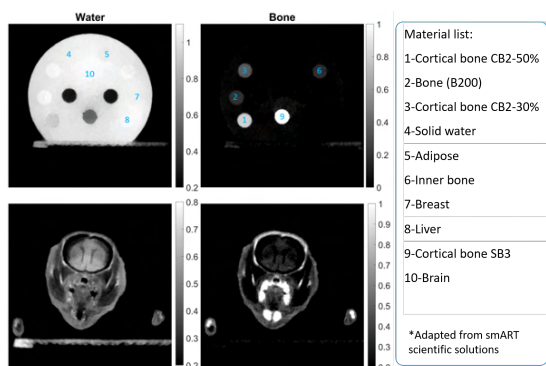 Water
Bone
4
5
10
7
8
1
0.8
0.6
0.4
0.2
3
6
2
1
9
1
0.8
0.6
0.4
0.2
0
0.8
0.7
0.6
0.5
0.4
0.3
0.2
1
0.9
0.8
0.7
0.6
0.5
0.4
0.3
Material list:
1-Cortical bone CB2-50%
2-Bone (B200)
3-Cortical bone CB2-30%
4-Solid water
5-Adipose
6-Inner bone
7-Breast
8-Liver
9-Cortical bone SB3
10-Brain
*Adapted from smART
scientific solutions